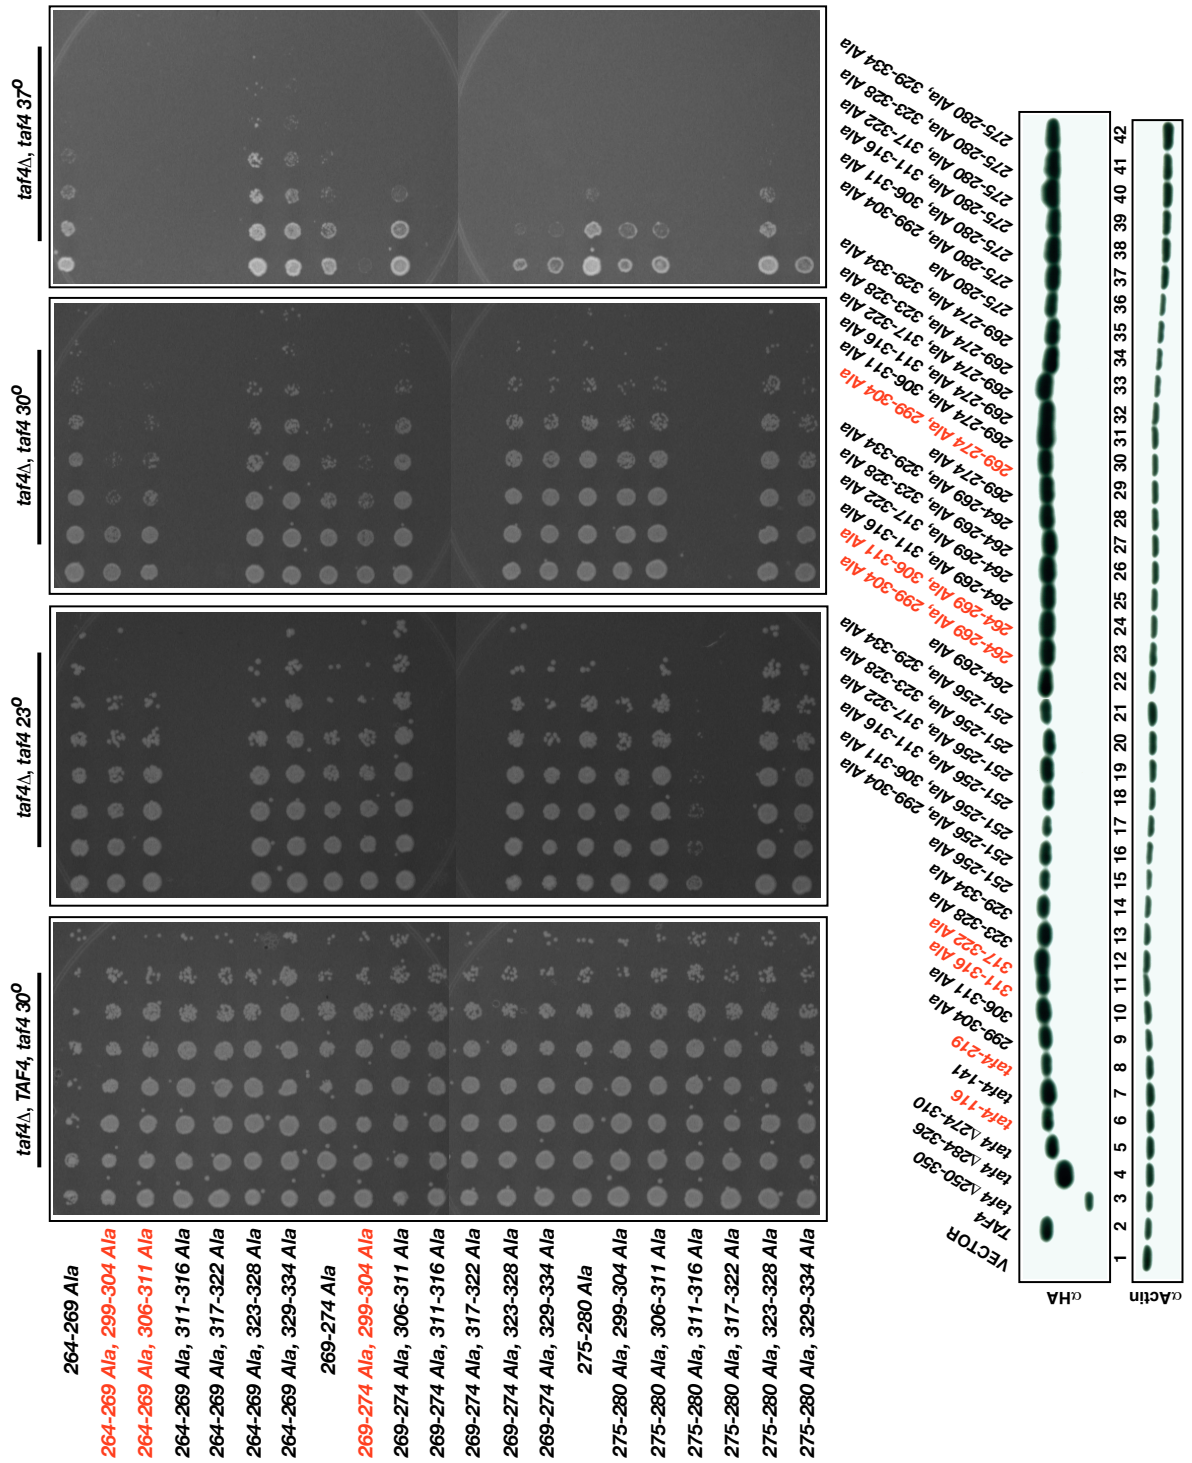 taf4Δ, TAF4, taf4 30º
taf4Δ, taf4 23º
taf4Δ, taf4 30º
taf4Δ, taf4 37º
264-269 Ala
264-269 Ala, 299-304 Ala
264-269 Ala, 306-311 Ala
264-269 Ala, 311-316 Ala
264-269 Ala, 317-322 Ala
264-269 Ala, 323-328 Ala
264-269 Ala, 329-334 Ala
269-274 Ala
269-274 Ala, 299-304 Ala
269-274 Ala, 306-311 Ala
269-274 Ala, 311-316 Ala
269-274 Ala, 317-322 Ala
269-274 Ala, 323-328 Ala
269-274 Ala, 329-334 Ala
275-280 Ala
275-280 Ala, 299-304 Ala
275-280 Ala, 306-311 Ala
275-280 Ala, 311-316 Ala
275-280 Ala, 317-322 Ala
275-280 Ala, 323-328 Ala
275-280 Ala, 329-334 Ala
VECTOR
TAF4
taf4 Δ250-350
taf4 Δ284-326
taf4 Δ274-310
taf4-116
taf4-141
taf4-219
299-304 Ala
306-311 Ala
311-316 Ala
317-322 Ala
323-328 Ala
329-334 Ala
251-256 Ala
251-256 Ala, 299-304 Ala
251-256 Ala, 306-311 Ala
251-256 Ala, 311-316 Ala
251-256 Ala, 317-322 Ala
251-256 Ala, 323-328 Ala
251-256 Ala, 329-334 Ala
264-269 Ala
264-269 Ala, 299-304 Ala
264-269 Ala, 306-311 Ala
264-269 Ala, 311-316 Ala
264-269 Ala, 317-322 Ala
264-269 Ala, 323-328 Ala
264-269 Ala, 329-334 Ala
269-274 Ala
269-274 Ala, 299-304 Ala
269-274 Ala, 306-311 Ala
269-274 Ala, 311-316 Ala
269-274 Ala, 317-322 Ala
269-274 Ala, 323-328 Ala
269-274 Ala, 329-334 Ala
275-280 Ala
275-280 Ala, 299-304 Ala
275-280 Ala, 306-311 Ala
275-280 Ala, 311-316 Ala
275-280 Ala, 317-322 Ala
275-280 Ala, 323-328 Ala
275-280 Ala, 329-334 Ala
αHA
1 2 3 4 5 6 7 8 9 10 11 12 13 14 15 16 17 18 19 20 21 22 23 24 25 26 27 28 29 30 31 32 33 34 35 36 37 38 39 40 41 42
αActin